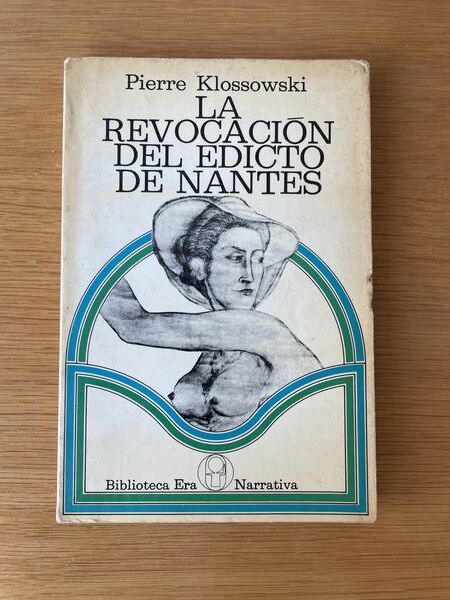 Pierre Klossowski
LA
REVOCACIÓN
DEL EDICTO
DE NANTES
Biblioteca Era Narrativa